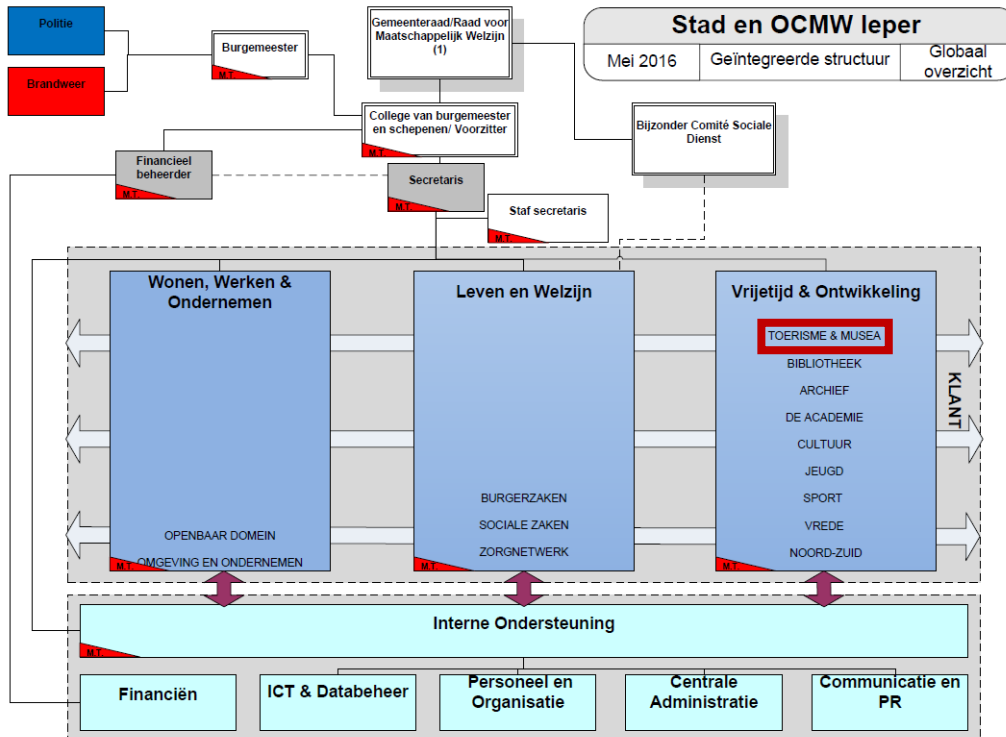 Politie
Brandweer
Burgemeester
M.T.
Gemeenteraad/Raad voor
Maatschappelijk Welzijn
(1)
Stad en OCMW Ieper
Mei 2016
Geïntegreerde structuur
Globaal
overzicht
College van burgemeester
en schepenen/ Voorzitter
M.T.
Bijzonder Comité Sociale
Dienst
Financieel
beheerder
M.T.
Secretaris
M.T.
Staf secretaris
M.T.
Wonen, Werken &
Ondernemen
OPENBAAR DOMEIN
OMGEVING EN ONDERNEMEN
M.T.
Leven en Welzijn
BURGERZAKEN
SOCIALE ZAKEN
ZORGNETWERK
M.T.
Vrijetijd & Ontwikkeling
TOERISME & MUSEA
BIBLIOTHEEK
ARCHIEF
DE ACADEMIE
CULTUUR
JEUGD
SPORT
VREDE
NOORD-ZUID
M.T.
KLANT
Interne Ondersteuning
M.T.
Financiën
ICT & Databeheer
Personeel en
Organisatie
Centrale
Administratie
Communicatie en
PR